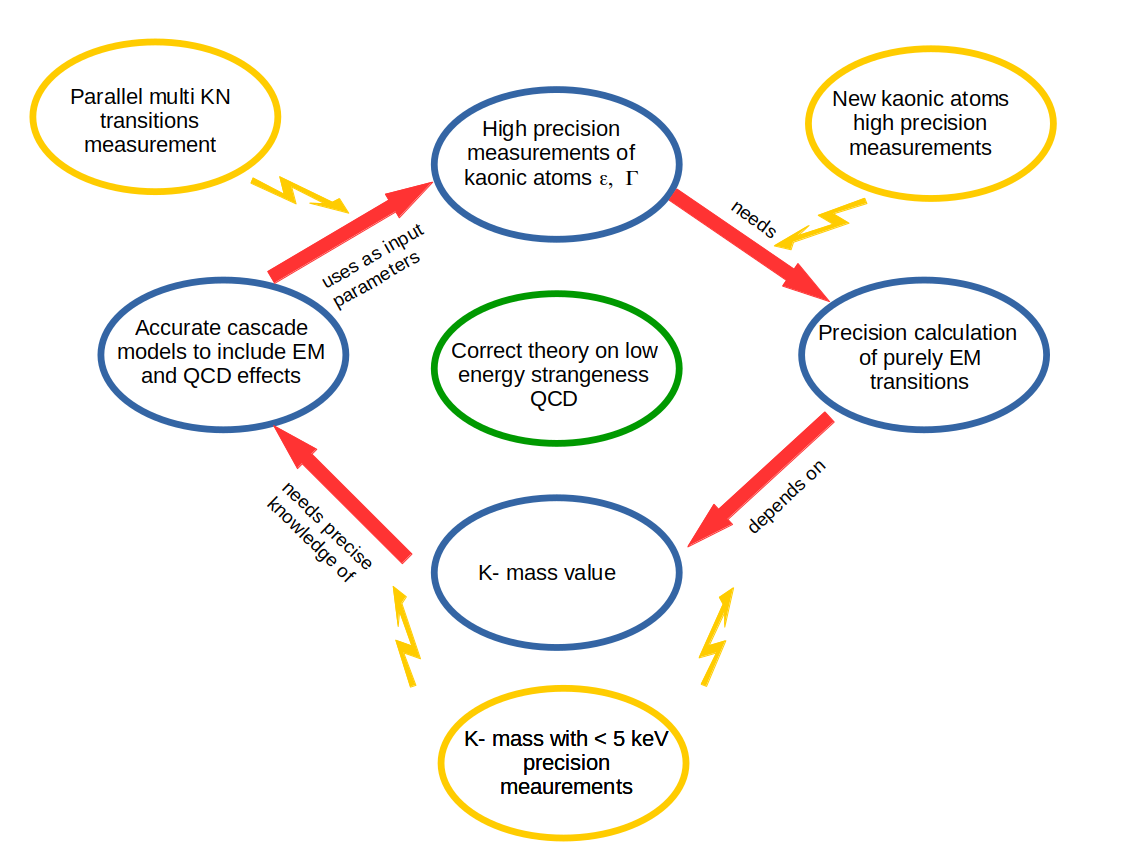 Parallel multi KN
transitions
measurement
High precision
measurements of
kaonic atoms ε, Γ
New kaonic atoms
high precision
measurements
needs
uses as input
parameters
Accurate cascade
models to include EM
and QCD effects
Correct theory on low
energy strangeness
QCD
Precision calculation
of purely EM
transitions
depends on
needs precise
knowledge of
K- mass value
K- mass with < 5 keV
precision
meaurements